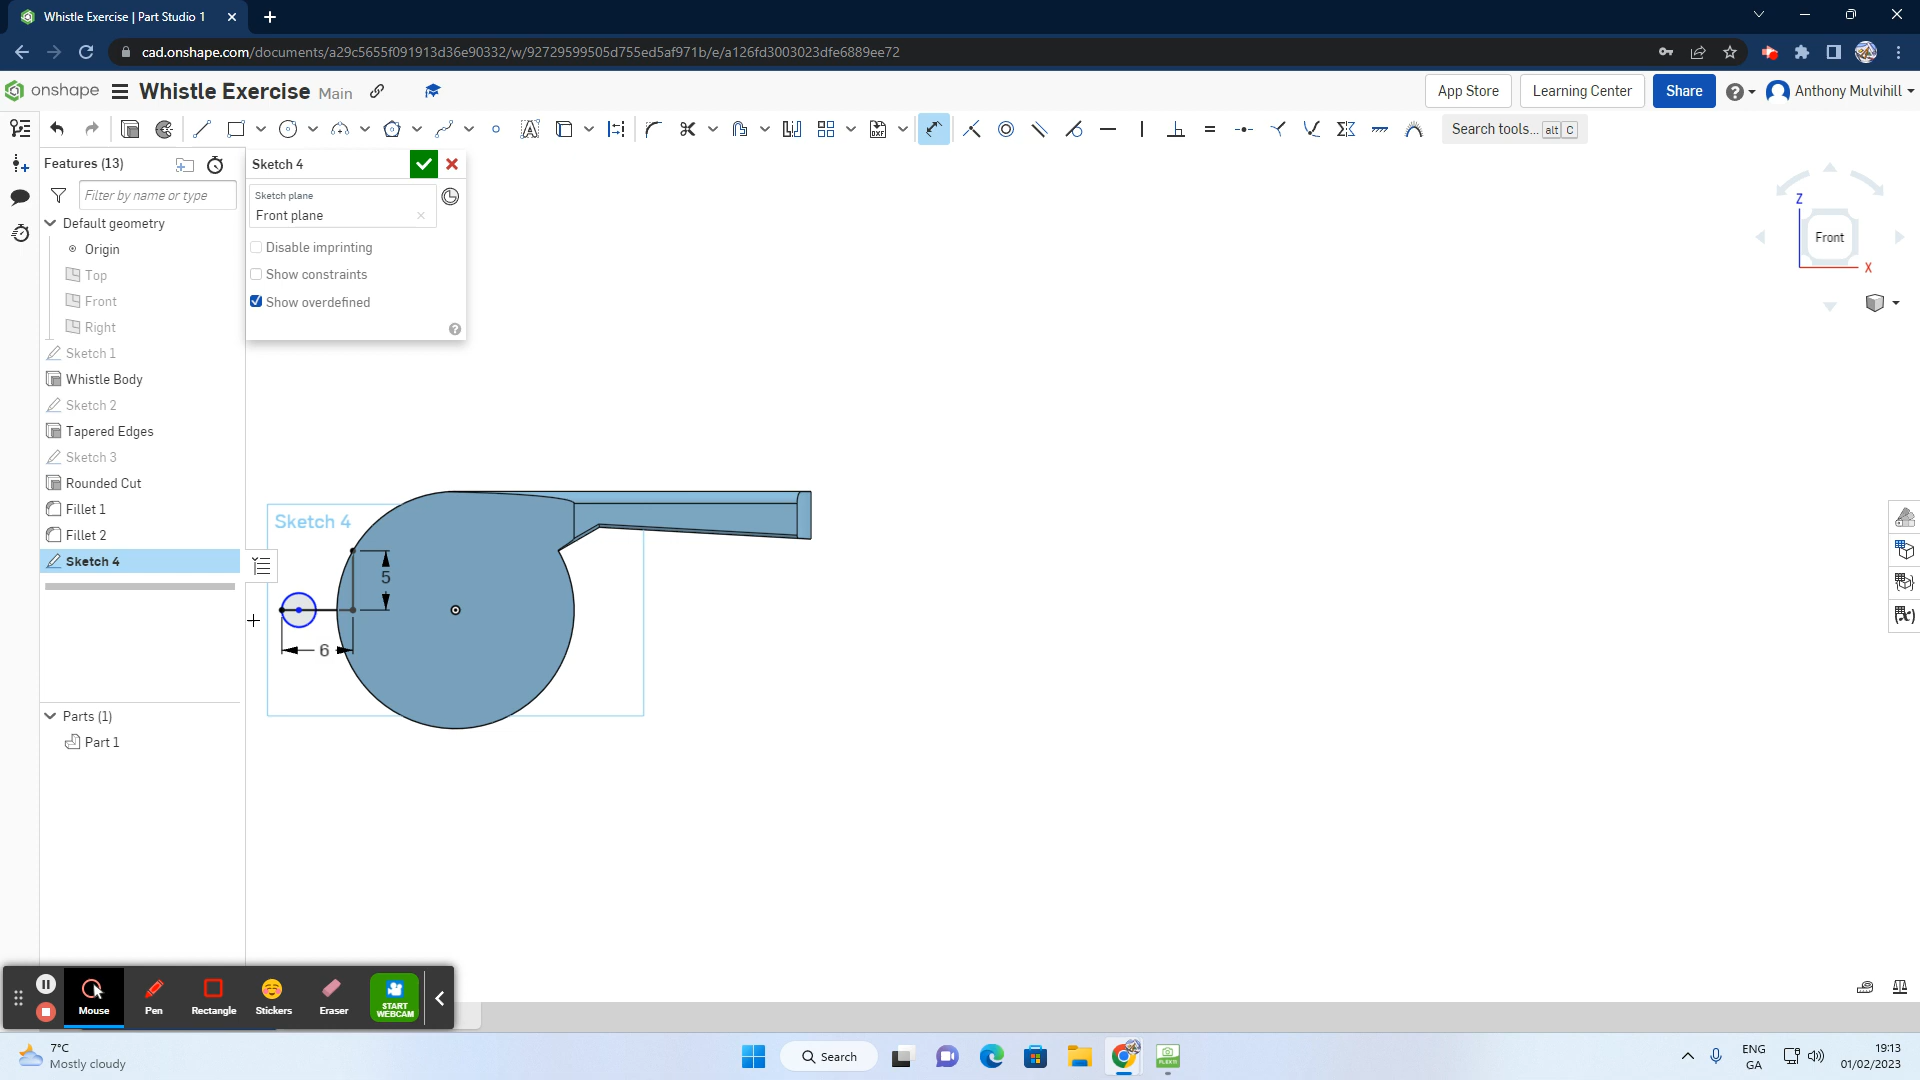 Whistle Exercise | Part Studio 1
cad.onshape.com/documents/a29c5655f091913d36e90332/w/92729599505d755ed5af971b/e/a126fd3003023dfe6889ee72
onshape Whistle Exercise Main
App Store
Learning Center
Share
Anthony Mulvihill
Search tools... alt C
Features (13)
Filter by name or type
Default geometry
Origin
Top
Front
Right
Sketch 1
Whistle Body
Sketch 2
Tapered Edges
Sketch 3
Rounded Cut
Fillet 1
Fillet 2
Sketch 4
Parts (1)
Part 1
Sketch 4
Sketch plane
Front plane
Disable imprinting
Show constraints
Show overdefined
Sketch 4
5
6
Z
Front
X
Mouse
Pen
Rectangle
Stickers
Eraser
START
WEBCAM
7°C
Mostly cloudy
Search
ENG
GA
19:13
01/02/2023